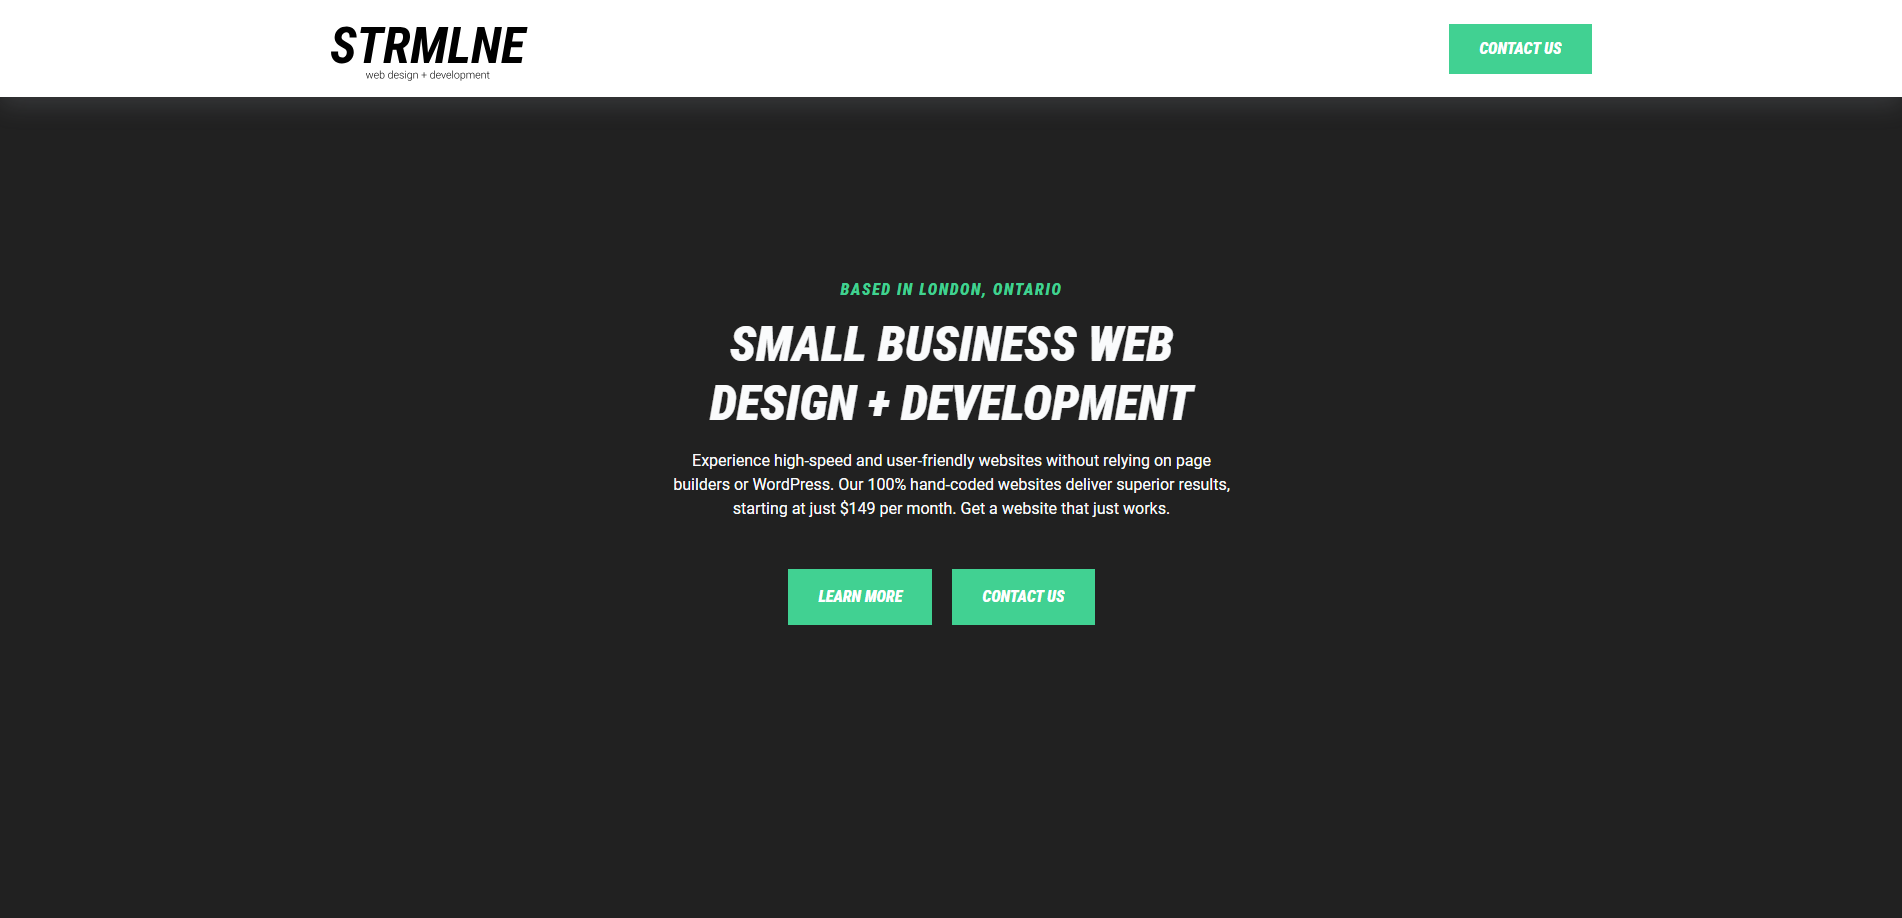 STRMLNE
web design + development
CONTACT US
BASED IN LONDON, ONTARIO
SMALL BUSINESS WEB
DESIGN + DEVELOPMENT
Experience high-speed and user-friendly websites without relying on page
builders or WordPress. Our 100% hand-coded websites deliver superior results,
starting at just $149 per month. Get a website that just works.
LEARN MORE
CONTACT US